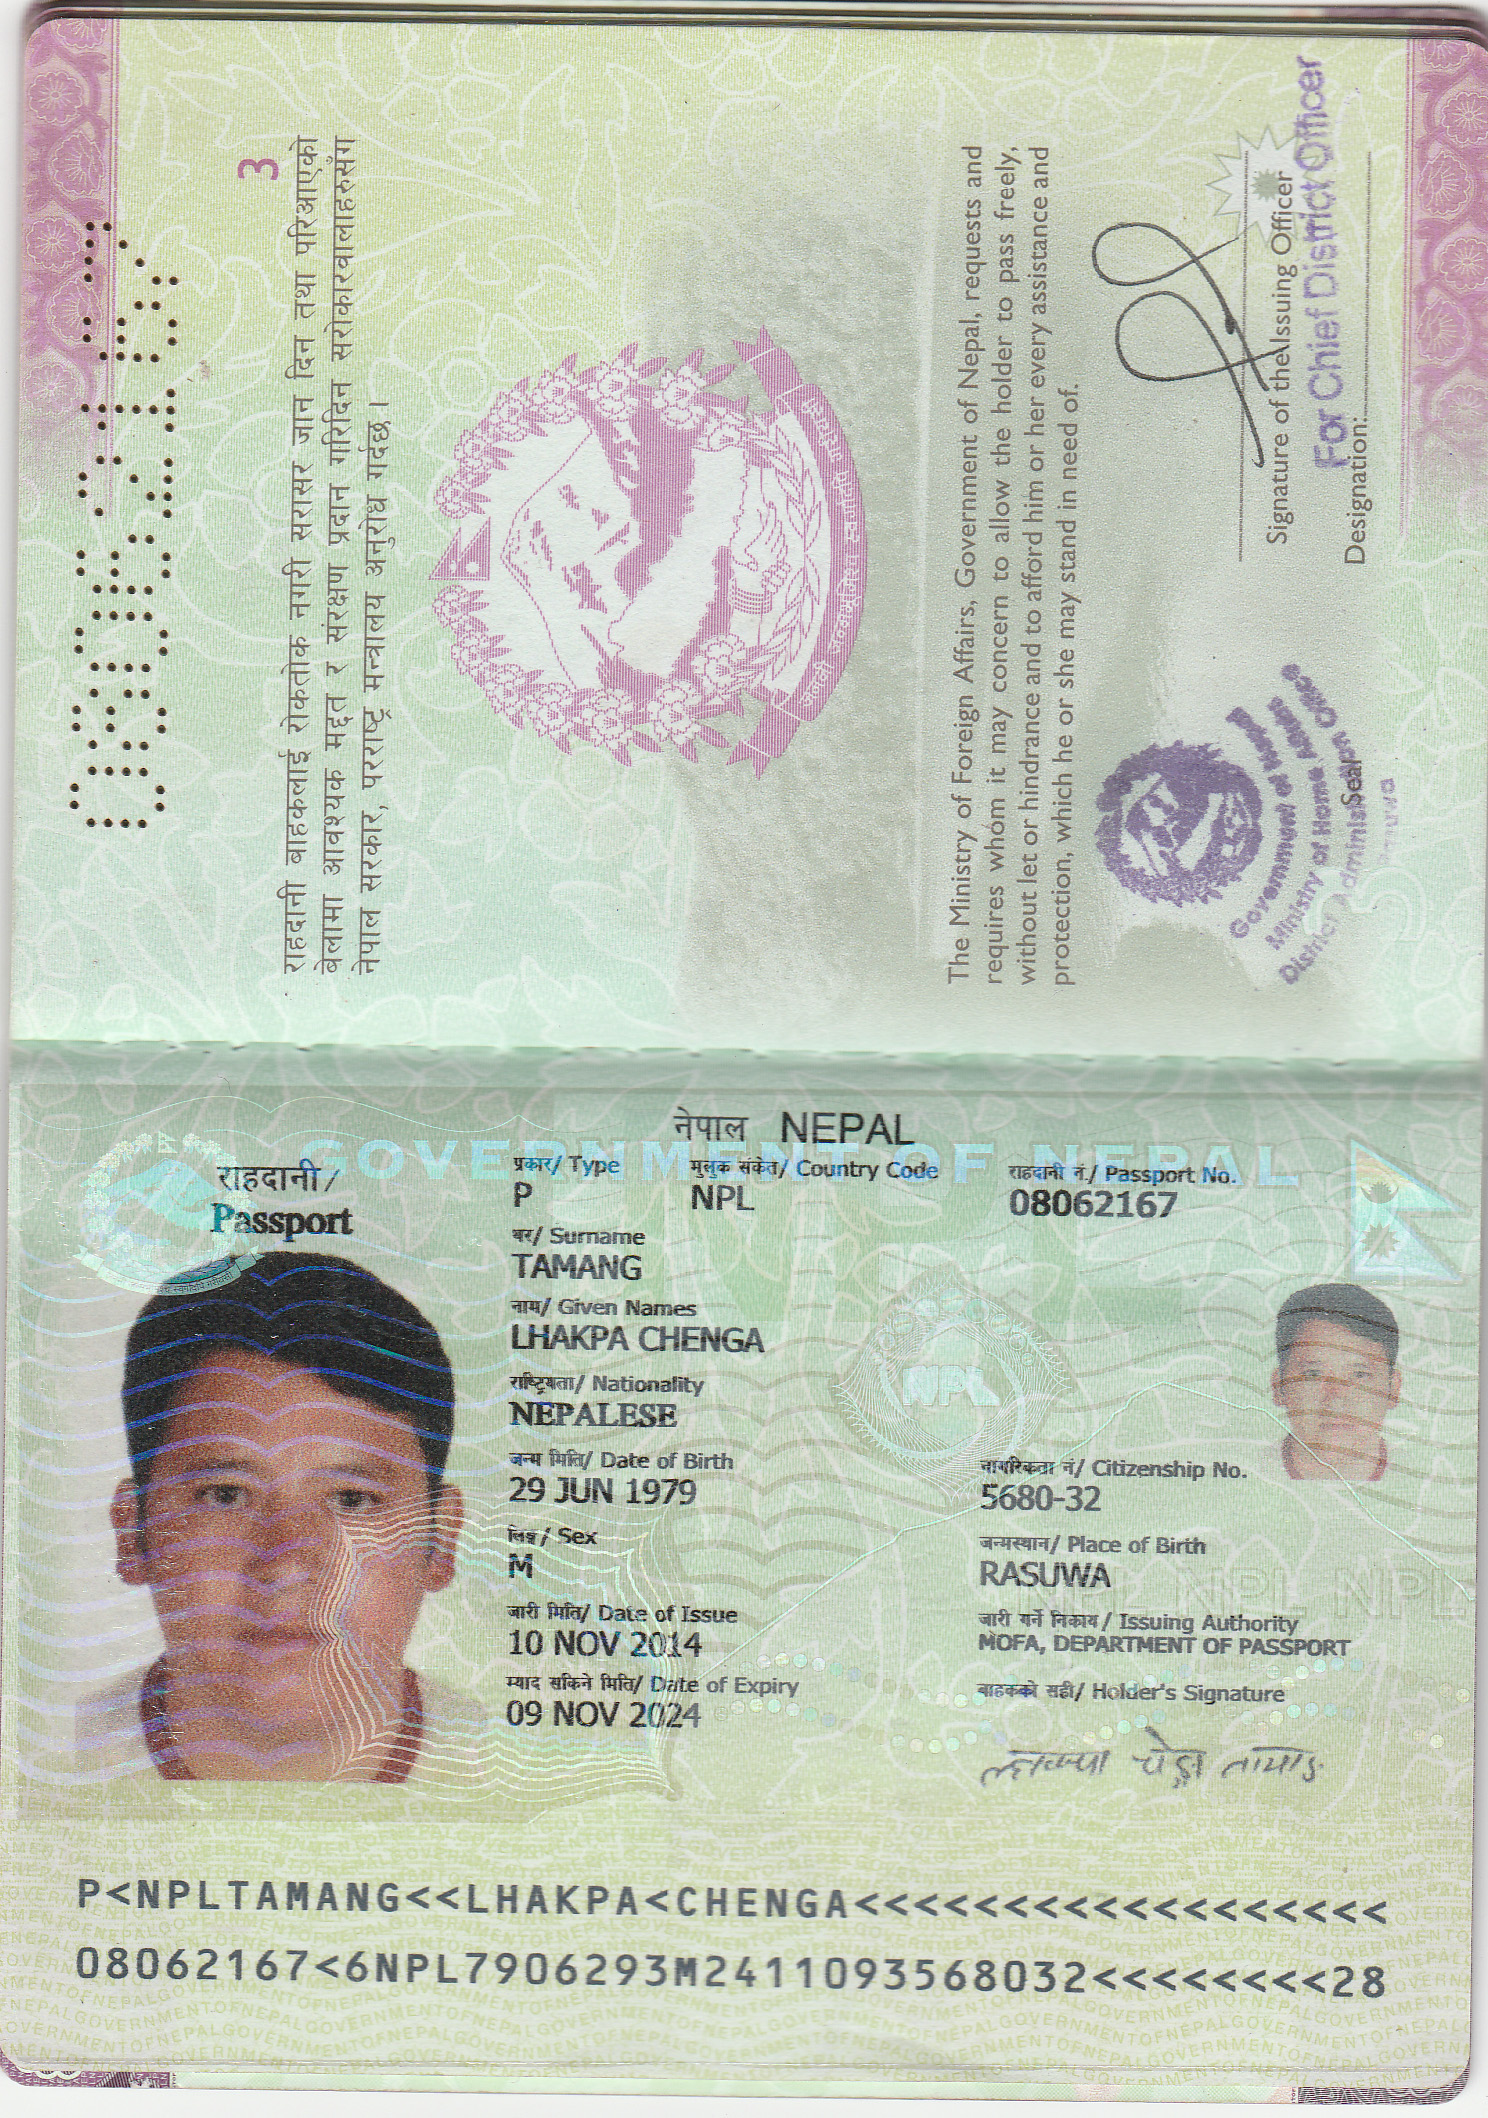 08062167
3
राहदानी बाहकलाई रोकतोक नगरी सरासर जान दिन तथा परिआएको
बेलामा आवश्यक मद्दत र संरक्षण प्रदान गरिदिन सरोकारवालाहरुसँग
नेपाल सरकार, परराष्ट्र मन्त्रालय अनुरोध गर्दछ।
The Ministry of Foreign Affairs, Government of Nepal, requests and
requires whom it may concern to allow the holder to pass freely,
without let or hindrance and to afford him or her every assistance and
protection, which he or she may stand in need of.
Signature of the Issuing Officer
For Chief District Officer
Designation:
Government of Nepal
Ministry of Home Affairs
District Administration Office
Rasuwa
Seal
GOVERNMENT OF NEPAL
नेपाल NEPAL
राहदानी/
Passport
प्रकार/ Type
मुलुक संकेत/ Country Code
राहदानी नं./ Passport No.
P
NPL
08062167
थर/ Surname
TAMANG
नाम/ Given Names
LHAKPA CHENGA
राष्ट्रियता/ Nationality
NEPALESE
NPL
जन्म मिति/ Date of Birth
29 JUN 1979
नागरिकता नं/ Citizenship No.
5680-32
लिङ्ग/ Sex
M
जन्मस्थान/ Place of Birth
RASUWA
जारी मिति/ Date of Issue
10 NOV 2014
जारी गर्ने निकाय/ Issuing Authority
MOFA, DEPARTMENT OF PASSPORT
म्याद सकिने मिति/ Date of Expiry
09 NOV 2024
बाहकको सही/ Holder's Signature
ल्हाक्पा चेङ्गा तामाङ
P<NPLTAMANG<<LHAKPA<CHENGA<<<<<<<<<<<<<<<<<<
08062167<6NPL7906293M2411093568032<<<<<<<<28